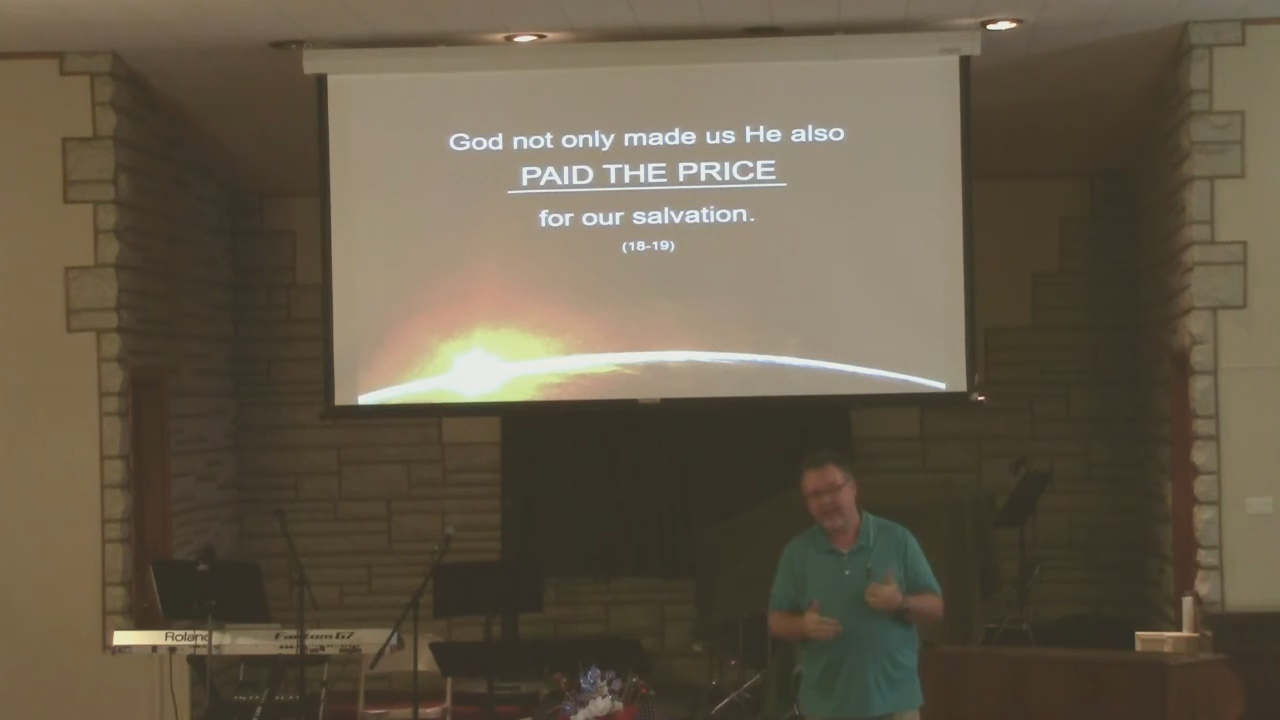 God not only made us He also
PAID THE PRICE
for our salvation.
(18-19)
Roland
Fantom G7